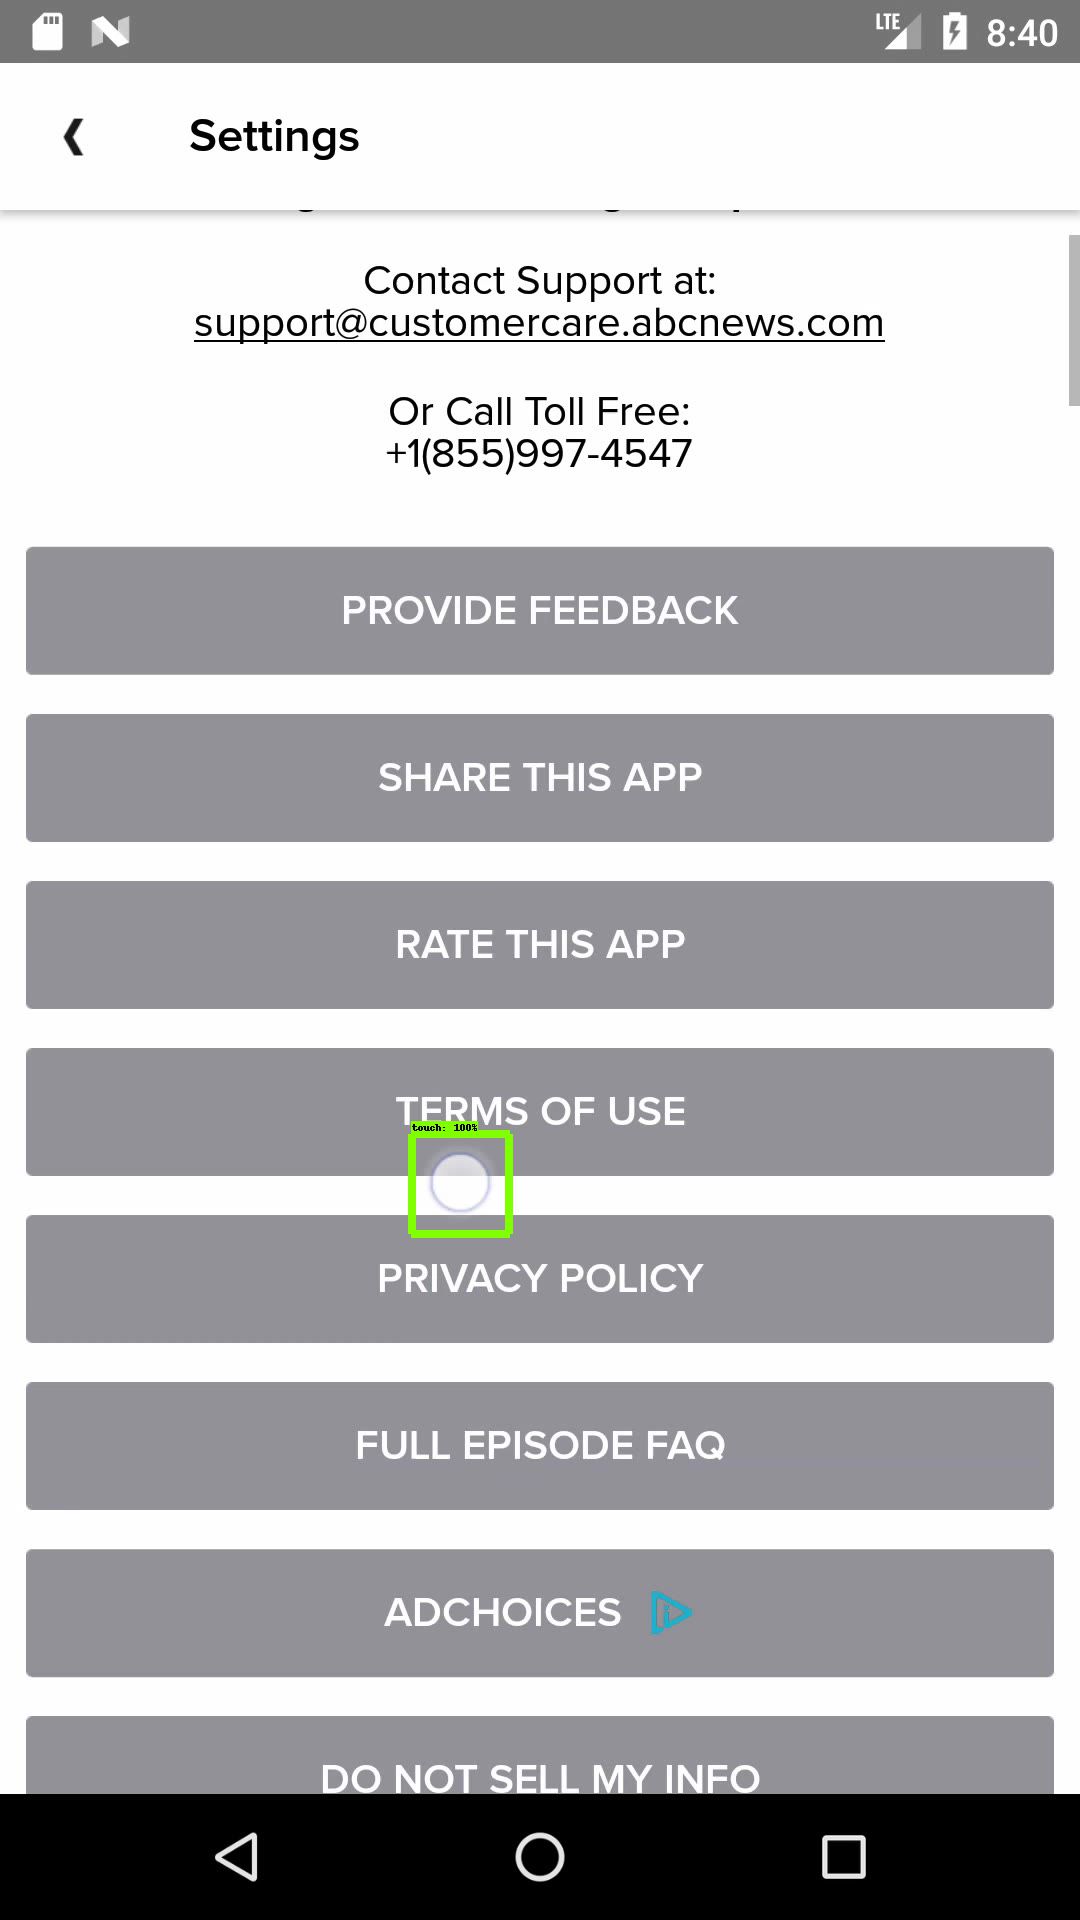 LTE 8:40
Settings
Contact Support at:
support@customercare.abcnews.com
Or Call Toll Free:
+1(855)997-4547
PROVIDE FEEDBACK
SHARE THIS APP
RATE THIS APP
TERMS OF USE
touch: 100%
PRIVACY POLICY
FULL EPISODE FAQ
ADCHOICES
DO NOT SELL MY INFO